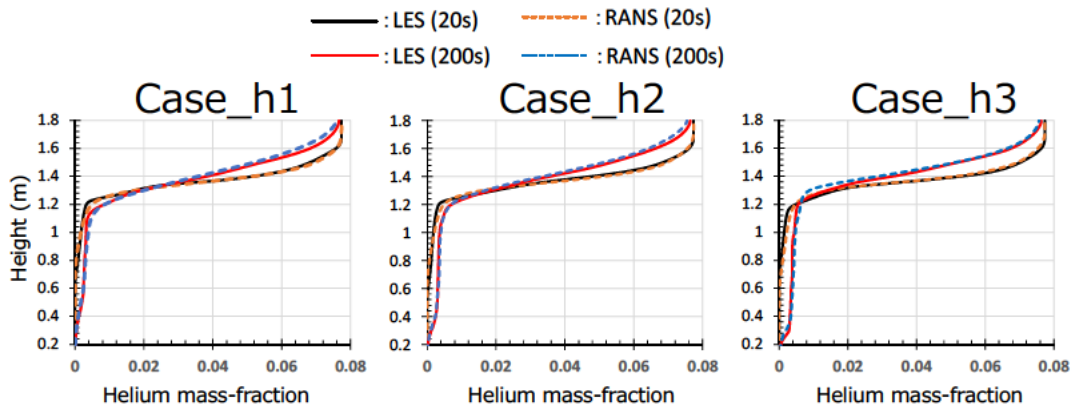 : LES (20s) : RANS (20s)
: LES (200s) : RANS (200s)
Case_h1 Case_h2 Case_h3
Height (m)
1.8 1.8 1.8
1.6 1.6 1.6
1.4 1.4 1.4
1.2 1.2 1.2
1 1 1
0.8 0.8 0.8
0.6 0.6 0.6
0.4 0.4 0.4
0.2 0.2 0.2
0 0.02 0.04 0.06 0.08 0 0.02 0.04 0.06 0.08 0 0.02 0.04 0.06 0.08
Helium mass-fraction Helium mass-fraction Helium mass-fraction